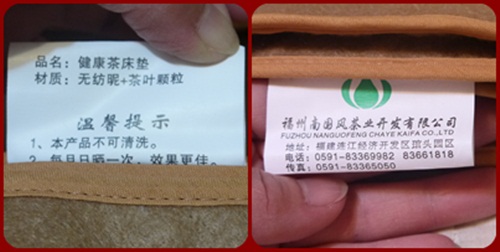 品名：健康茶床垫
材质：无纺昵+茶叶颗粒
温馨提示
1、本产品不可清洗。
2、每月日晒一次，效果更佳。
福州南国风茶业开发有限公司
FUZHOU NANGUOFENG CHAYE KAIFA CO.,LTD
地址：福建连江经济开发区琯头园区
电话：0591-83369982 83661818
传真：0591-83365050